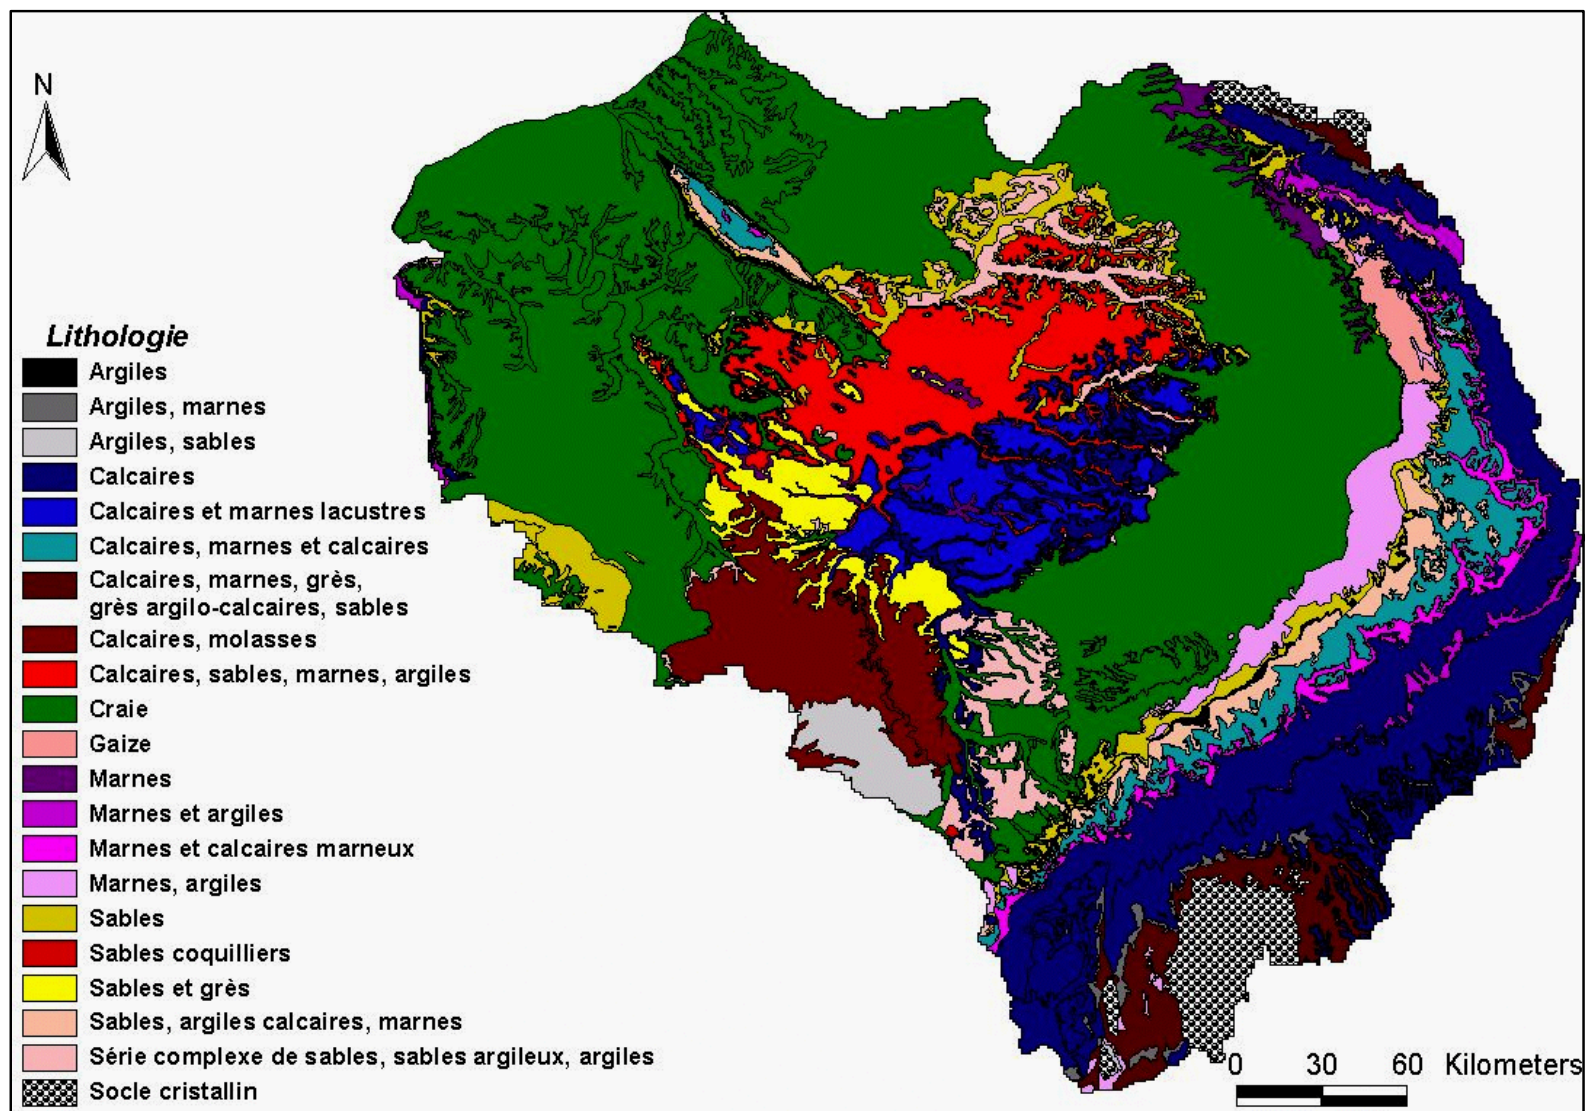 N
Lithologie
Argiles
Argiles, marnes
Argiles, sables
Calcaires
Calcaires et marnes lacustres
Calcaires, marnes et calcaires
Calcaires, marnes, grès,
grès argilo-calcaires, sables
Calcaires, molasses
Calcaires, sables, marnes, argiles
Craie
Gaize
Marnes
Marnes et argiles
Marnes et calcaires marneux
Marnes, argiles
Sables
Sables coquilliers
Sables et grès
Sables, argiles calcaires, marnes
Série complexe de sables, sables argileux, argiles
Socle cristallin
0 30 60 Kilometers